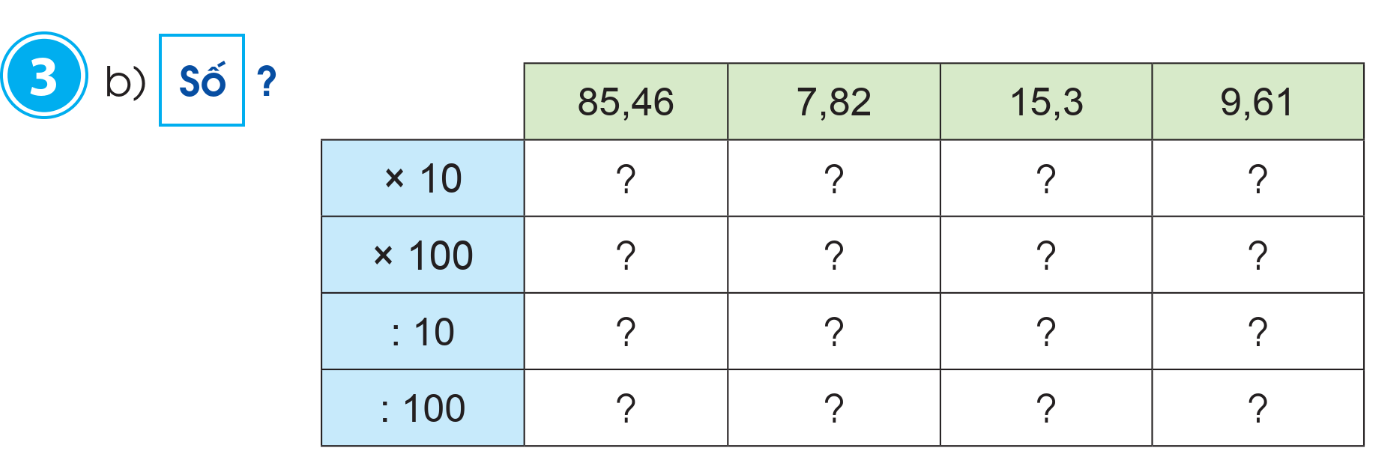 3 b) Số ?
85,46 7,82 15,3 9,61
× 10 ? ? ? ?
× 100 ? ? ? ?
: 10 ? ? ? ?
: 100 ? ? ? ?